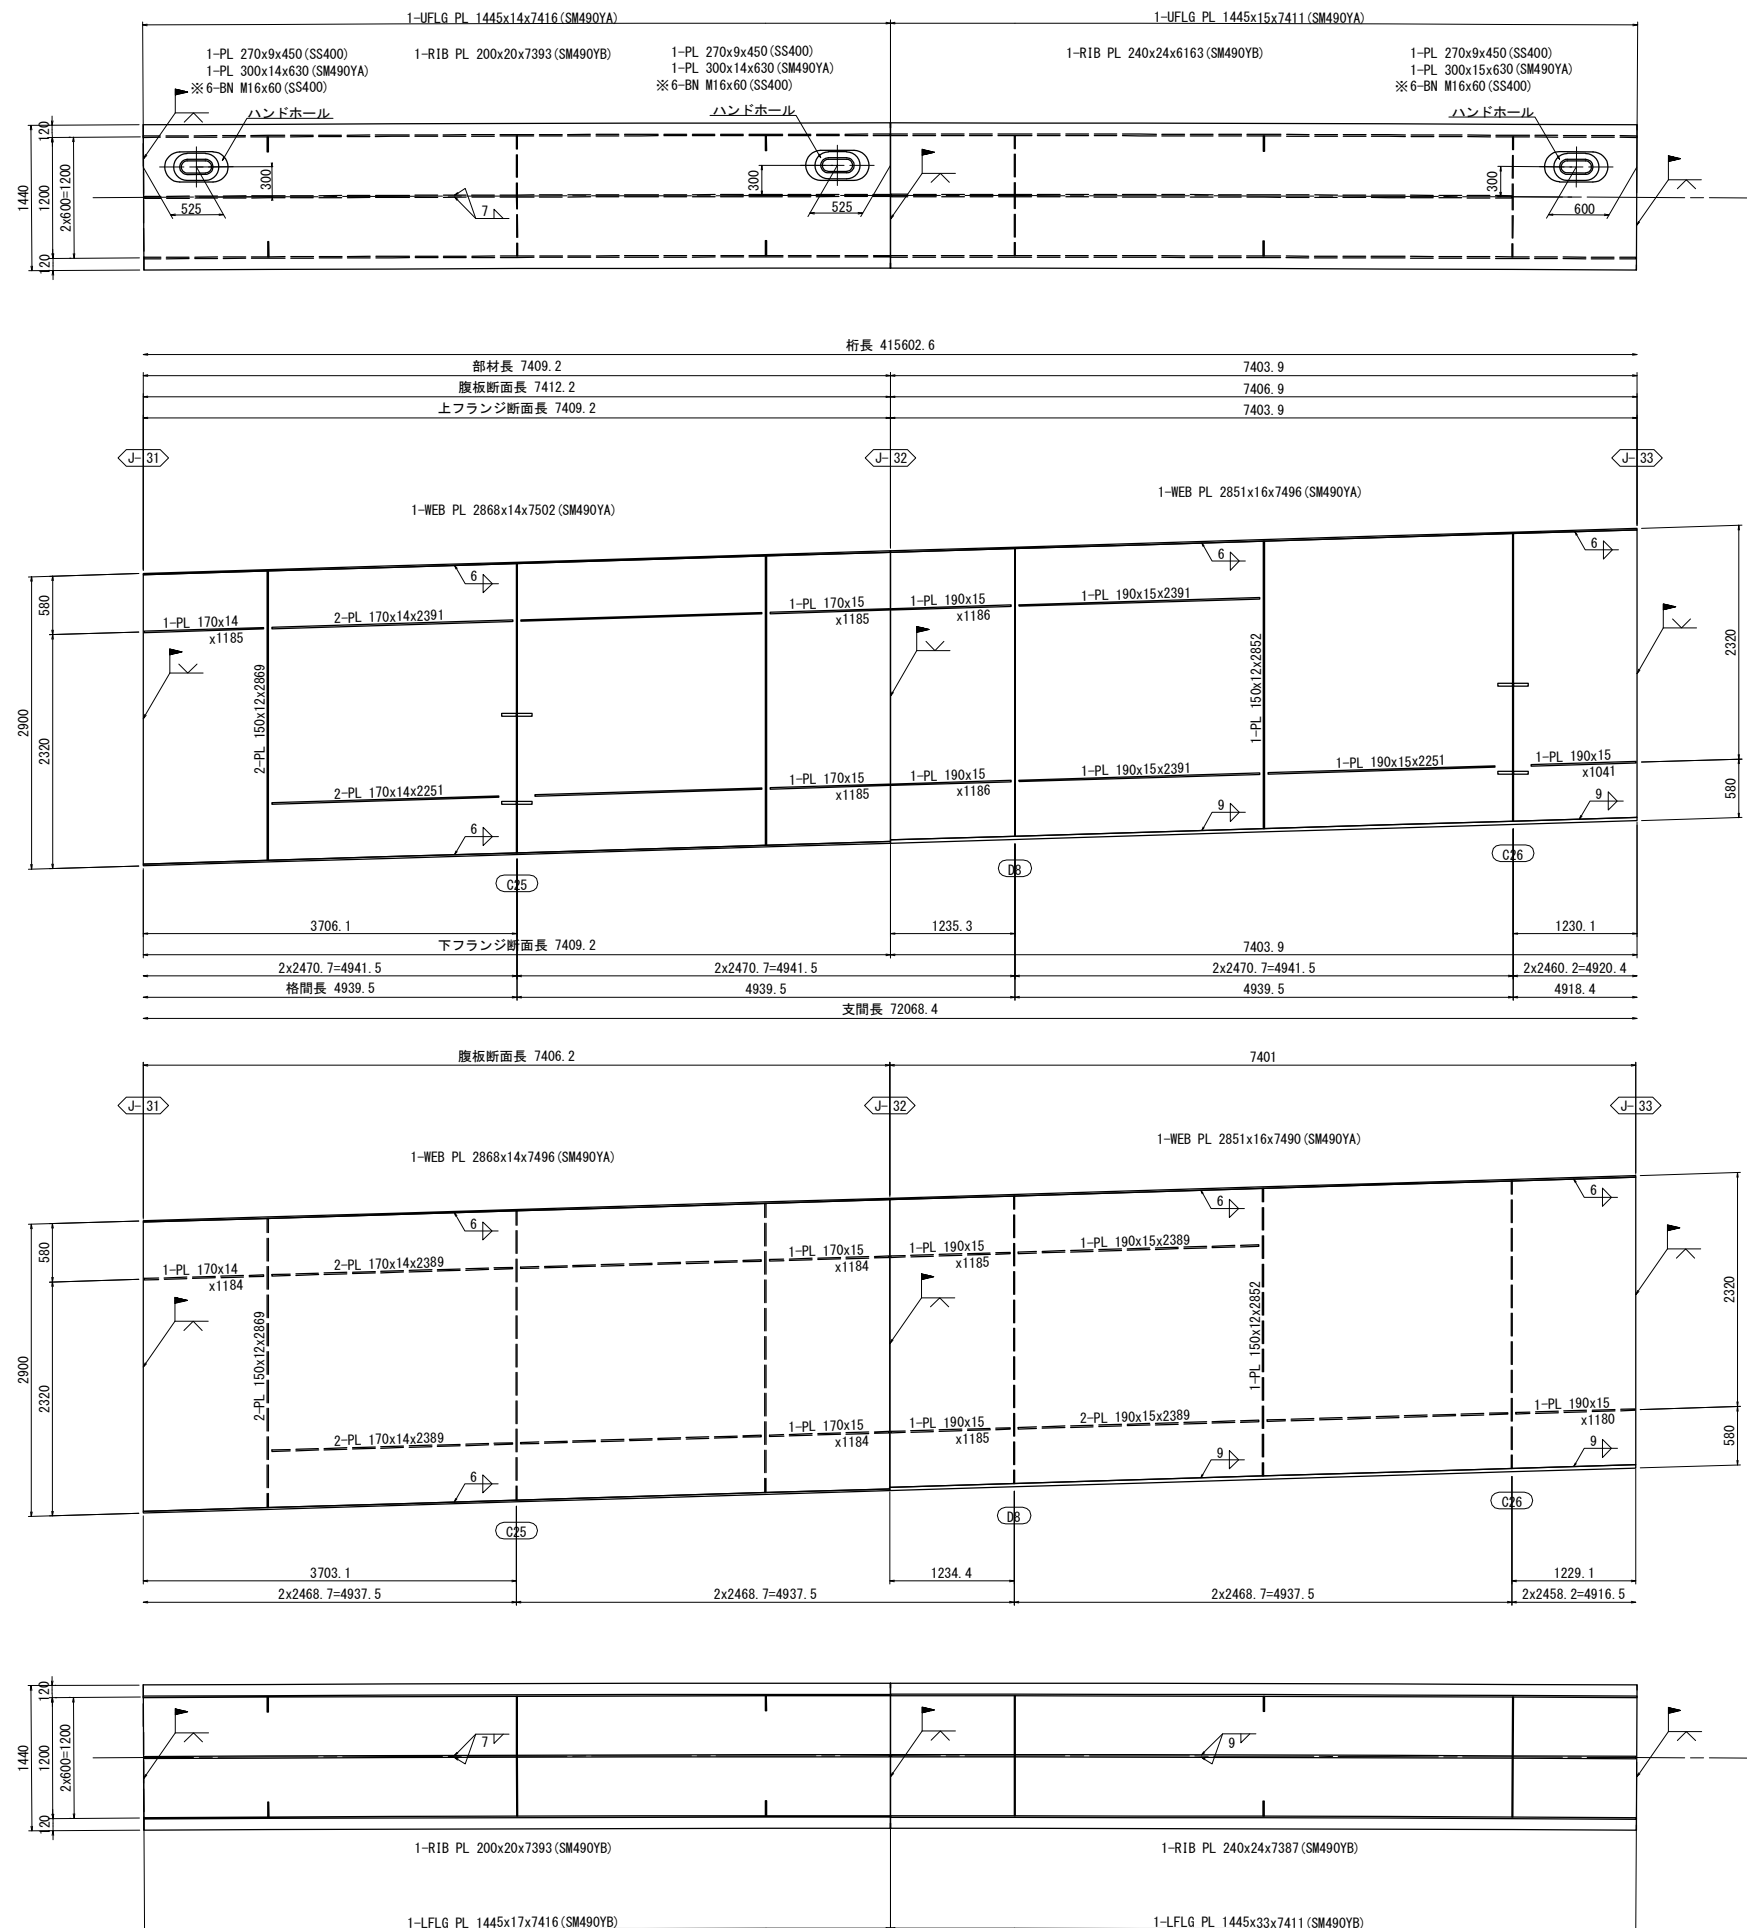 1-UFLG PL 1445x14x7416(SM490YA)
1-UFLG PL 1445x15x7411(SM490YA)
1-PL 270x9x450(SS400)
1-PL 300x14x630(SM490YA)
※6-BN M16x60(SS400)
ハンドホール
1-RIB PL 200x20x7393(SM490YB)
1-PL 270x9x450(SS400)
1-PL 300x14x630(SM490YA)
※6-BN M16x60(SS400)
ハンドホール
1-RIB PL 240x24x6163(SM490YB)
1-PL 270x9x450(SS400)
1-PL 300x15x630(SM490YA)
※6-BN M16x60(SS400)
ハンドホール
1440
120
1200
120
2x600=1200
300
525
7
300
525
300
600
桁長 415602.6
部材長 7409.2
7403.9
腹板断面長 7412.2
7406.9
上フランジ断面長 7409.2
7403.9
J-31
J-32
J-33
1-WEB PL 2868x14x7502(SM490YA)
1-WEB PL 2851x16x7496(SM490YA)
6
6
6
580
2900
2320
1-PL 170x14
x1185
2-PL 170x14x2391
1-PL 170x15
x1185
1-PL 190x15
x1186
1-PL 190x15x2391
2320
580
2-PL 150x12x2869
1-PL 150x12x2852
2-PL 170x14x2251
1-PL 170x15
x1185
1-PL 190x15
x1186
1-PL 190x15x2391
1-PL 190x15x2251
1-PL 190x15
x1041
6
9
9
C25
D8
C26
3706.1
1235.3
1230.1
下フランジ断面長 7409.2
7403.9
2x2470.7=4941.5
2x2470.7=4941.5
2x2470.7=4941.5
2x2460.2=4920.4
格間長 4939.5
4939.5
4939.5
4918.4
支間長 72068.4
腹板断面長 7406.2
7401
J-31
J-32
J-33
1-WEB PL 2868x14x7496(SM490YA)
1-WEB PL 2851x16x7490(SM490YA)
6
6
6
580
2900
2320
1-PL 170x14
x1184
2-PL 170x14x2389
1-PL 170x15
x1184
1-PL 190x15
x1185
1-PL 190x15x2389
2320
580
2-PL 150x12x2869
1-PL 150x12x2852
2-PL 170x14x2389
1-PL 170x15
x1184
1-PL 190x15
x1185
2-PL 190x15x2389
1-PL 190x15
x1180
6
9
9
C25
D8
C26
3703.1
1234.4
1229.1
2x2468.7=4937.5
2x2468.7=4937.5
2x2468.7=4937.5
2x2458.2=4916.5
1440
120
1200
120
2x600=1200
7
9
1-RIB PL 200x20x7393(SM490YB)
1-RIB PL 240x24x7387(SM490YB)
1-LFLG PL 1445x17x7416(SM490YB)
1-LFLG PL 1445x33x7411(SM490YB)